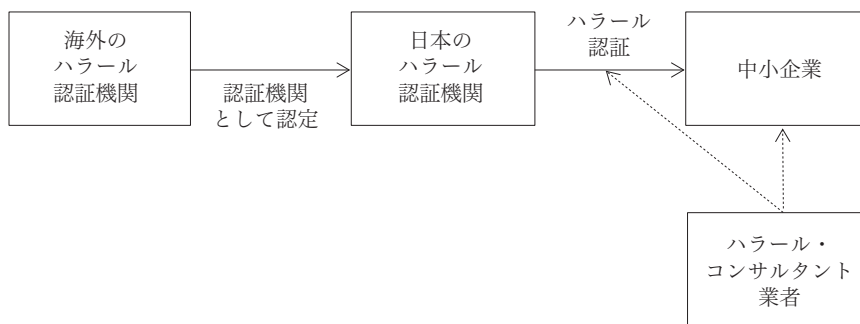 海外の
ハラール
認証機関
認証機関
として認定
日本の
ハラール
認証機関
ハラール
認証
中小企業
ハラール・
コンサルタント
業者